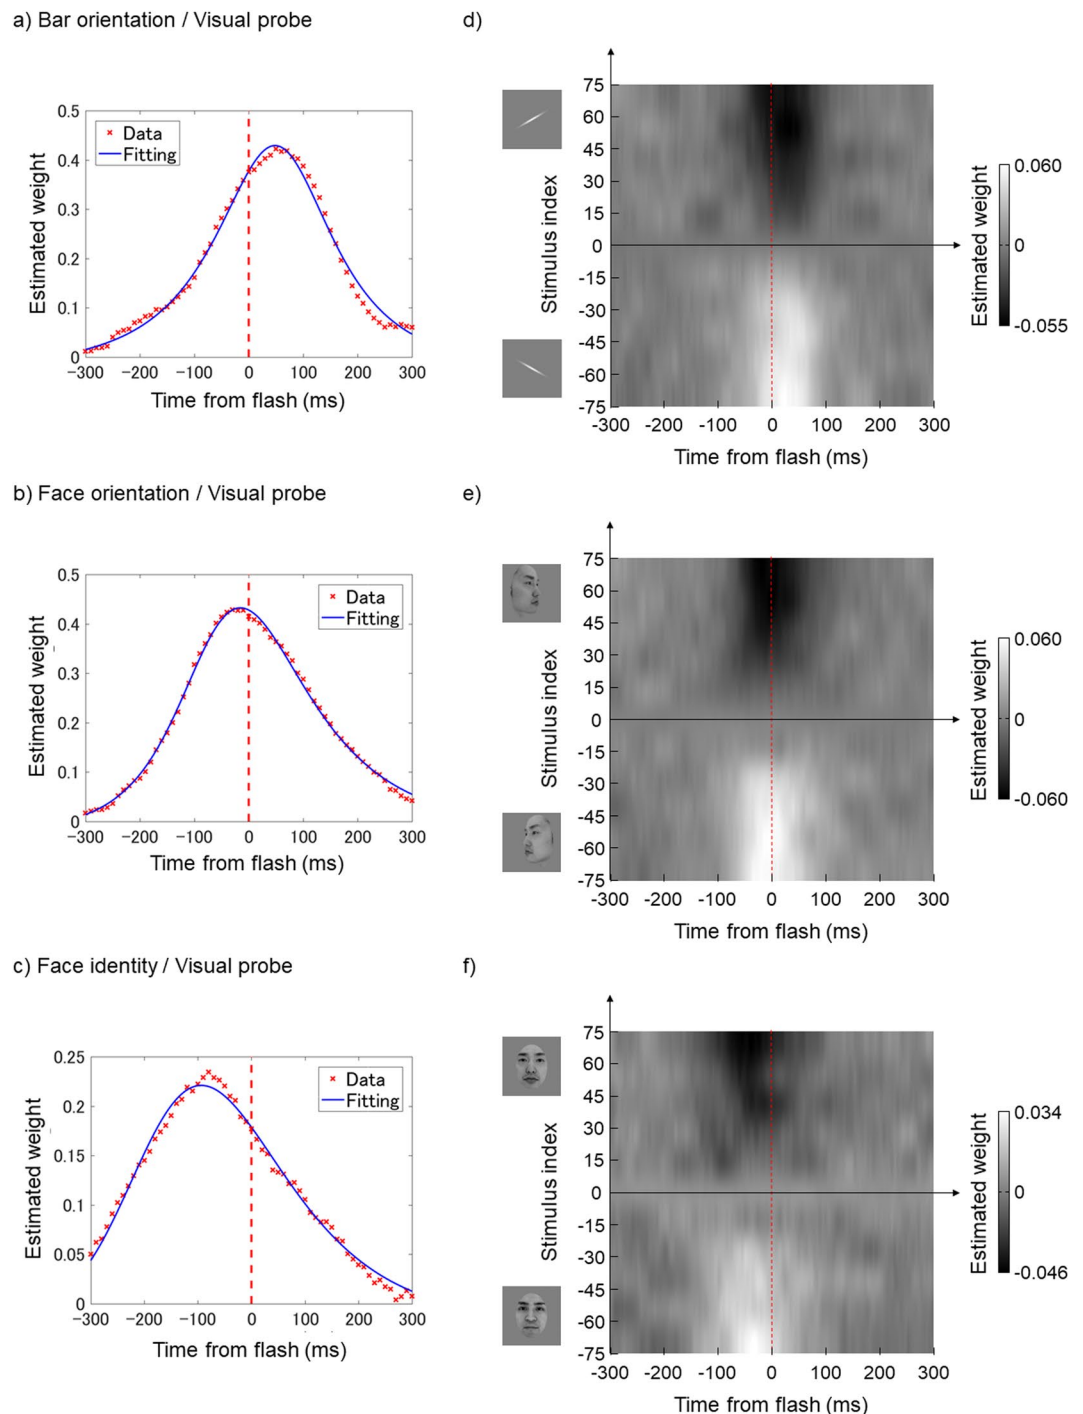 a) Bar orientation / Visual probe
0.5
0.4
0.3
0.2
0.1
0
Estimated weight
Data
Fitting
−300 −200 −100 0 100 200 300
Time from flash (ms)
d)
75
60
45
30
15
0
-15
-30
-45
-60
-75
Stimulus index
-300 -200 -100 0 100 200 300
Time from flash (ms)
Estimated weight
0.060
0
-0.055
b) Face orientation / Visual probe
0.5
0.4
0.3
0.2
0.1
0
Estimated weight
Data
Fitting
−300 −200 −100 0 100 200 300
Time from flash (ms)
e)
75
60
45
30
15
0
-15
-30
-45
-60
-75
Stimulus index
-300 -200 -100 0 100 200 300
Time from flash (ms)
Estimated weight
0.060
0
-0.060
c) Face identity / Visual probe
0.25
0.2
0.15
0.1
0.05
0
Estimated weight
Data
Fitting
−300 −200 −100 0 100 200 300
Time from flash (ms)
f)
75
60
45
30
15
0
-15
-30
-45
-60
-75
Stimulus index
-300 -200 -100 0 100 200 300
Time from flash (ms)
Estimated weight
0.034
0
-0.046